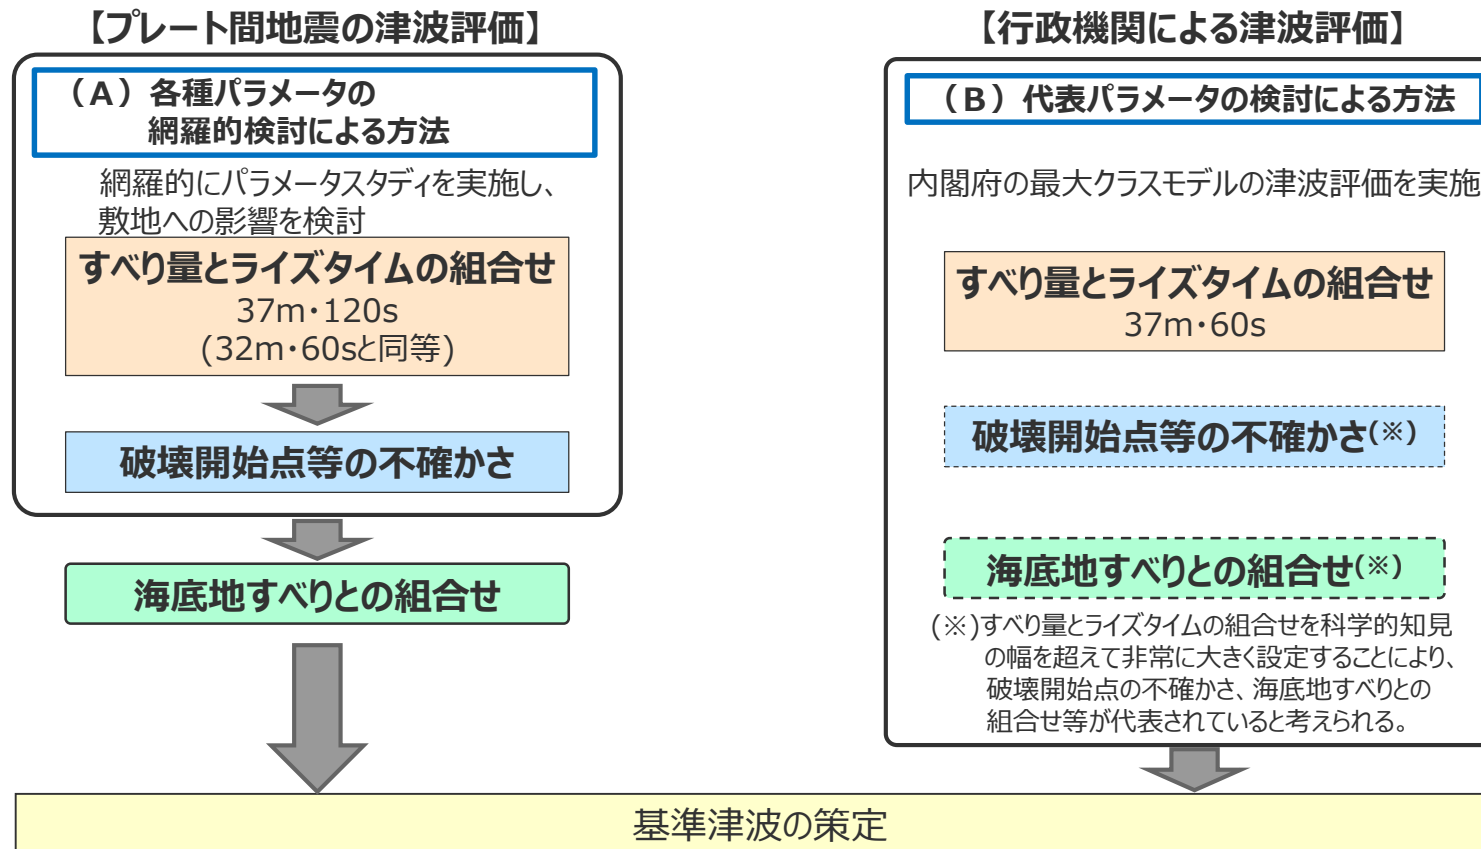 【プレート間地震の津波評価】
（A）各種パラメータの
網羅的検討による方法
網羅的にパラメータスタディを実施し、
敷地への影響を検討
すべり量とライズタイムの組合せ
37m・120s
(32m・60sと同等)
破壊開始点等の不確かさ
海底地すべりとの組合せ
【行政機関による津波評価】
（B）代表パラメータの検討による方法
内閣府の最大クラスモデルの津波評価を実施
すべり量とライズタイムの組合せ
37m・60s
破壊開始点等の不確かさ(※)
海底地すべりとの組合せ(※)
(※)すべり量とライズタイムの組合せを科学的知見
の幅を超えて非常に大きく設定することにより、
破壊開始点の不確かさ、海底地すべりとの
組合せ等が代表されていると考えられる。
基準津波の策定